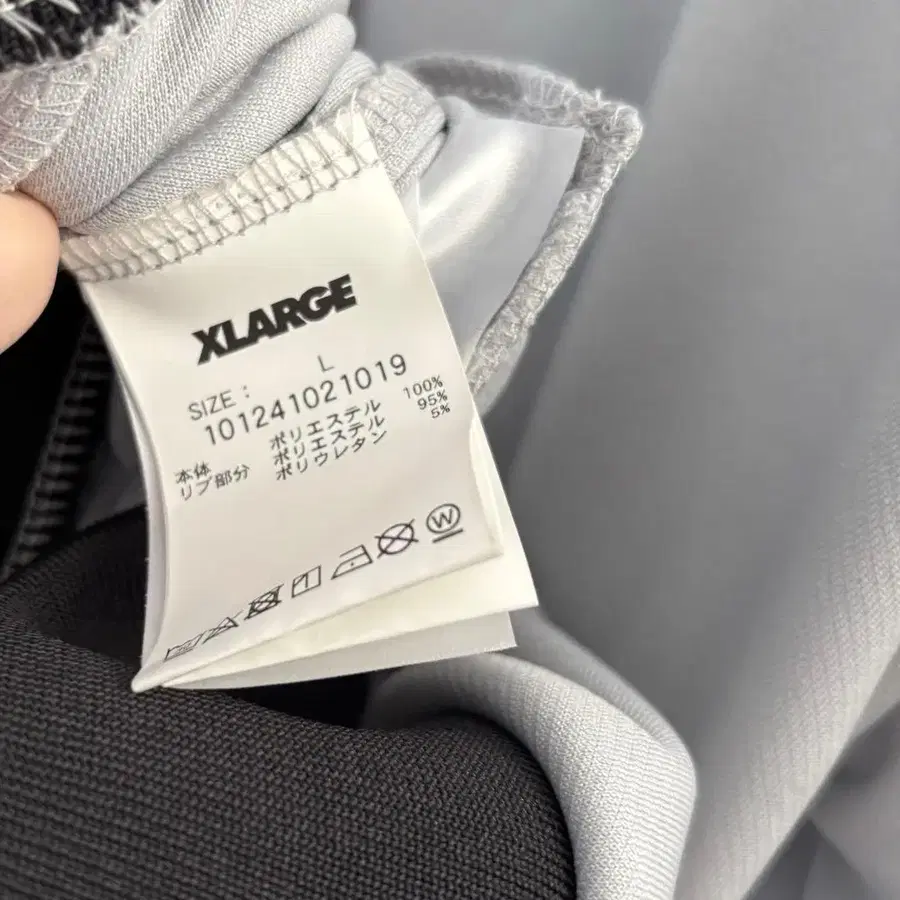 XLARGE
SIZE : L
101241021019
本体 ポリエステル 100%
リブ部分 ポリエステル 95%
ポリウレタン 5%
W